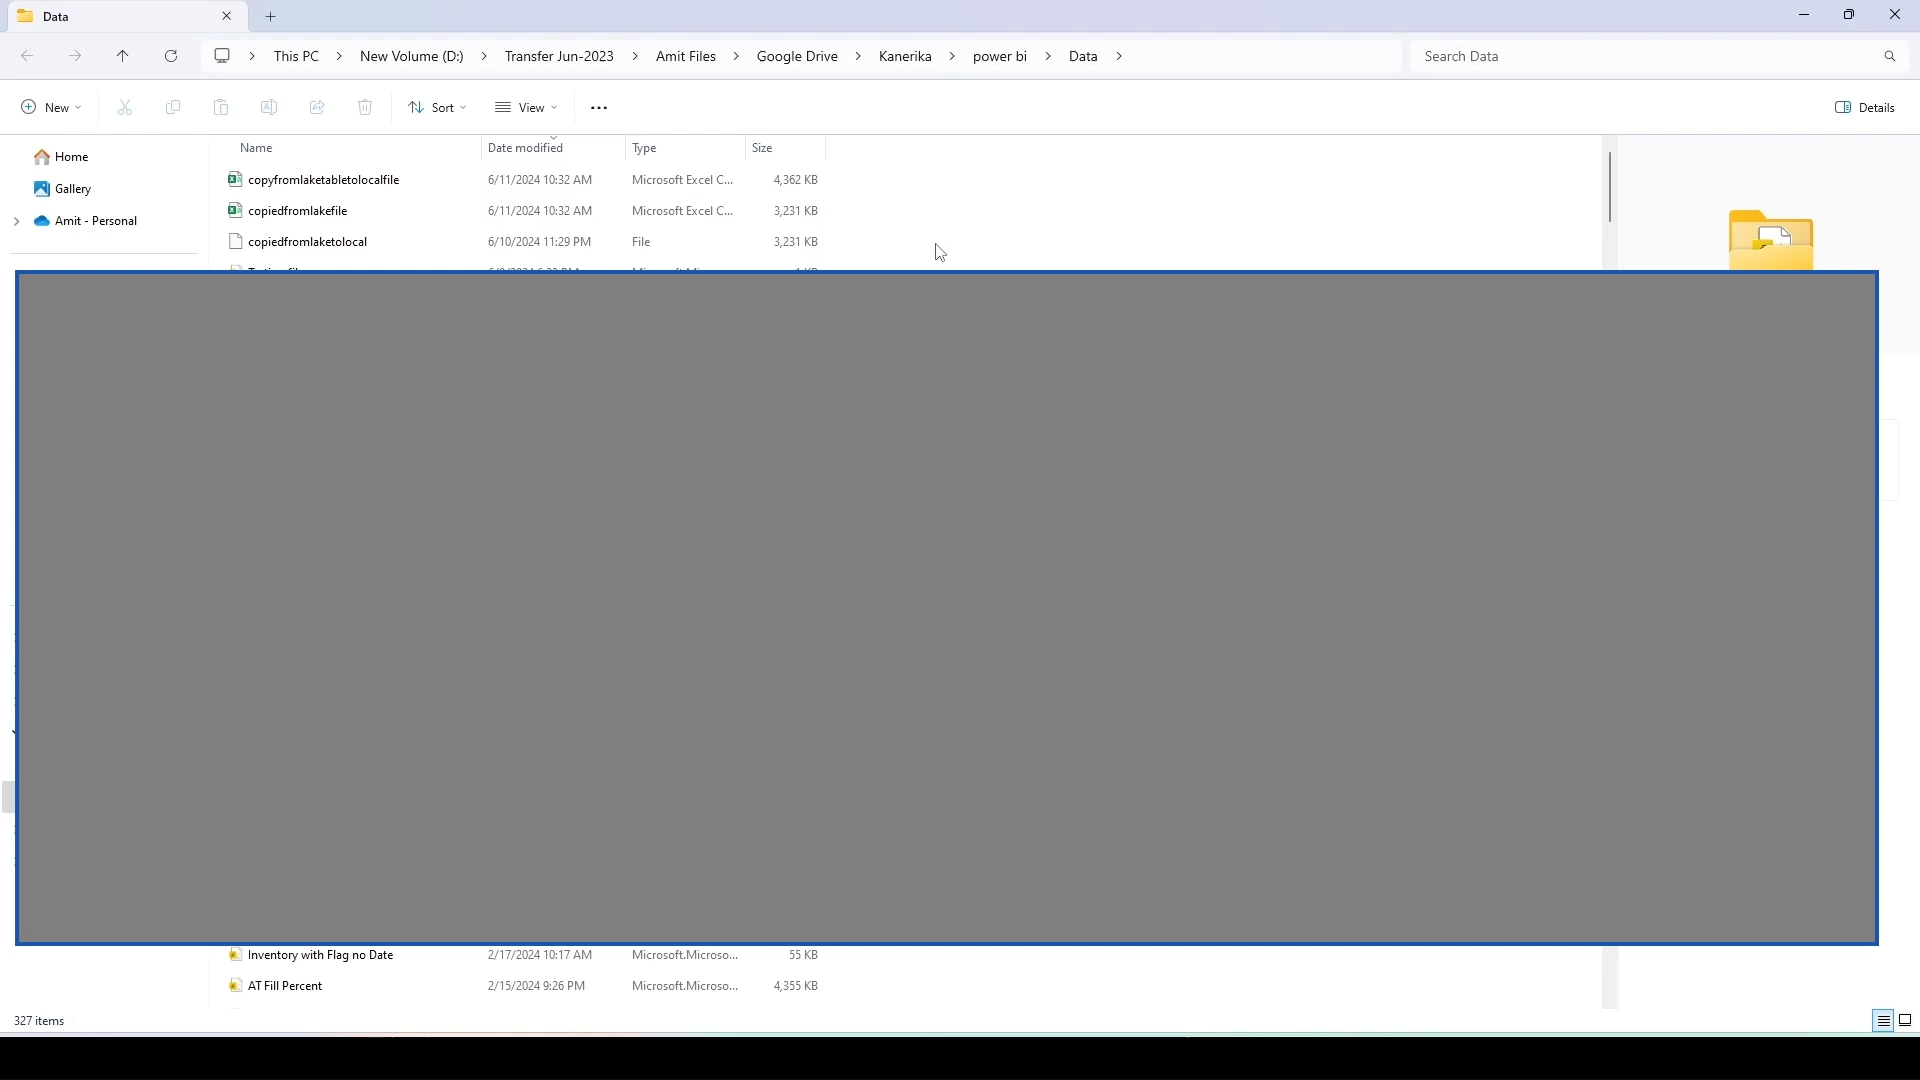 Data
This PC > New Volume (D:) > Transfer Jun-2023 > Amit Files > Google Drive > Kanerika > power bi > Data >
Search Data
New
Sort
View
Details
Home
Gallery
Amit - Personal
Name Date modified Type Size
copyfromlaketabletolocalfile 6/11/2024 10:32 AM Microsoft Excel C... 4,362 KB
copiedfromlakefile 6/11/2024 10:32 AM Microsoft Excel C... 3,231 KB
copiedfromlaketolocal 6/10/2024 11:29 PM File 3,231 KB
Inventory with Flag no Date 2/17/2024 10:17 AM Microsoft.Microso... 55 KB
AT Fill Percent 2/15/2024 9:26 PM Microsoft.Microso... 4,355 KB
327 items